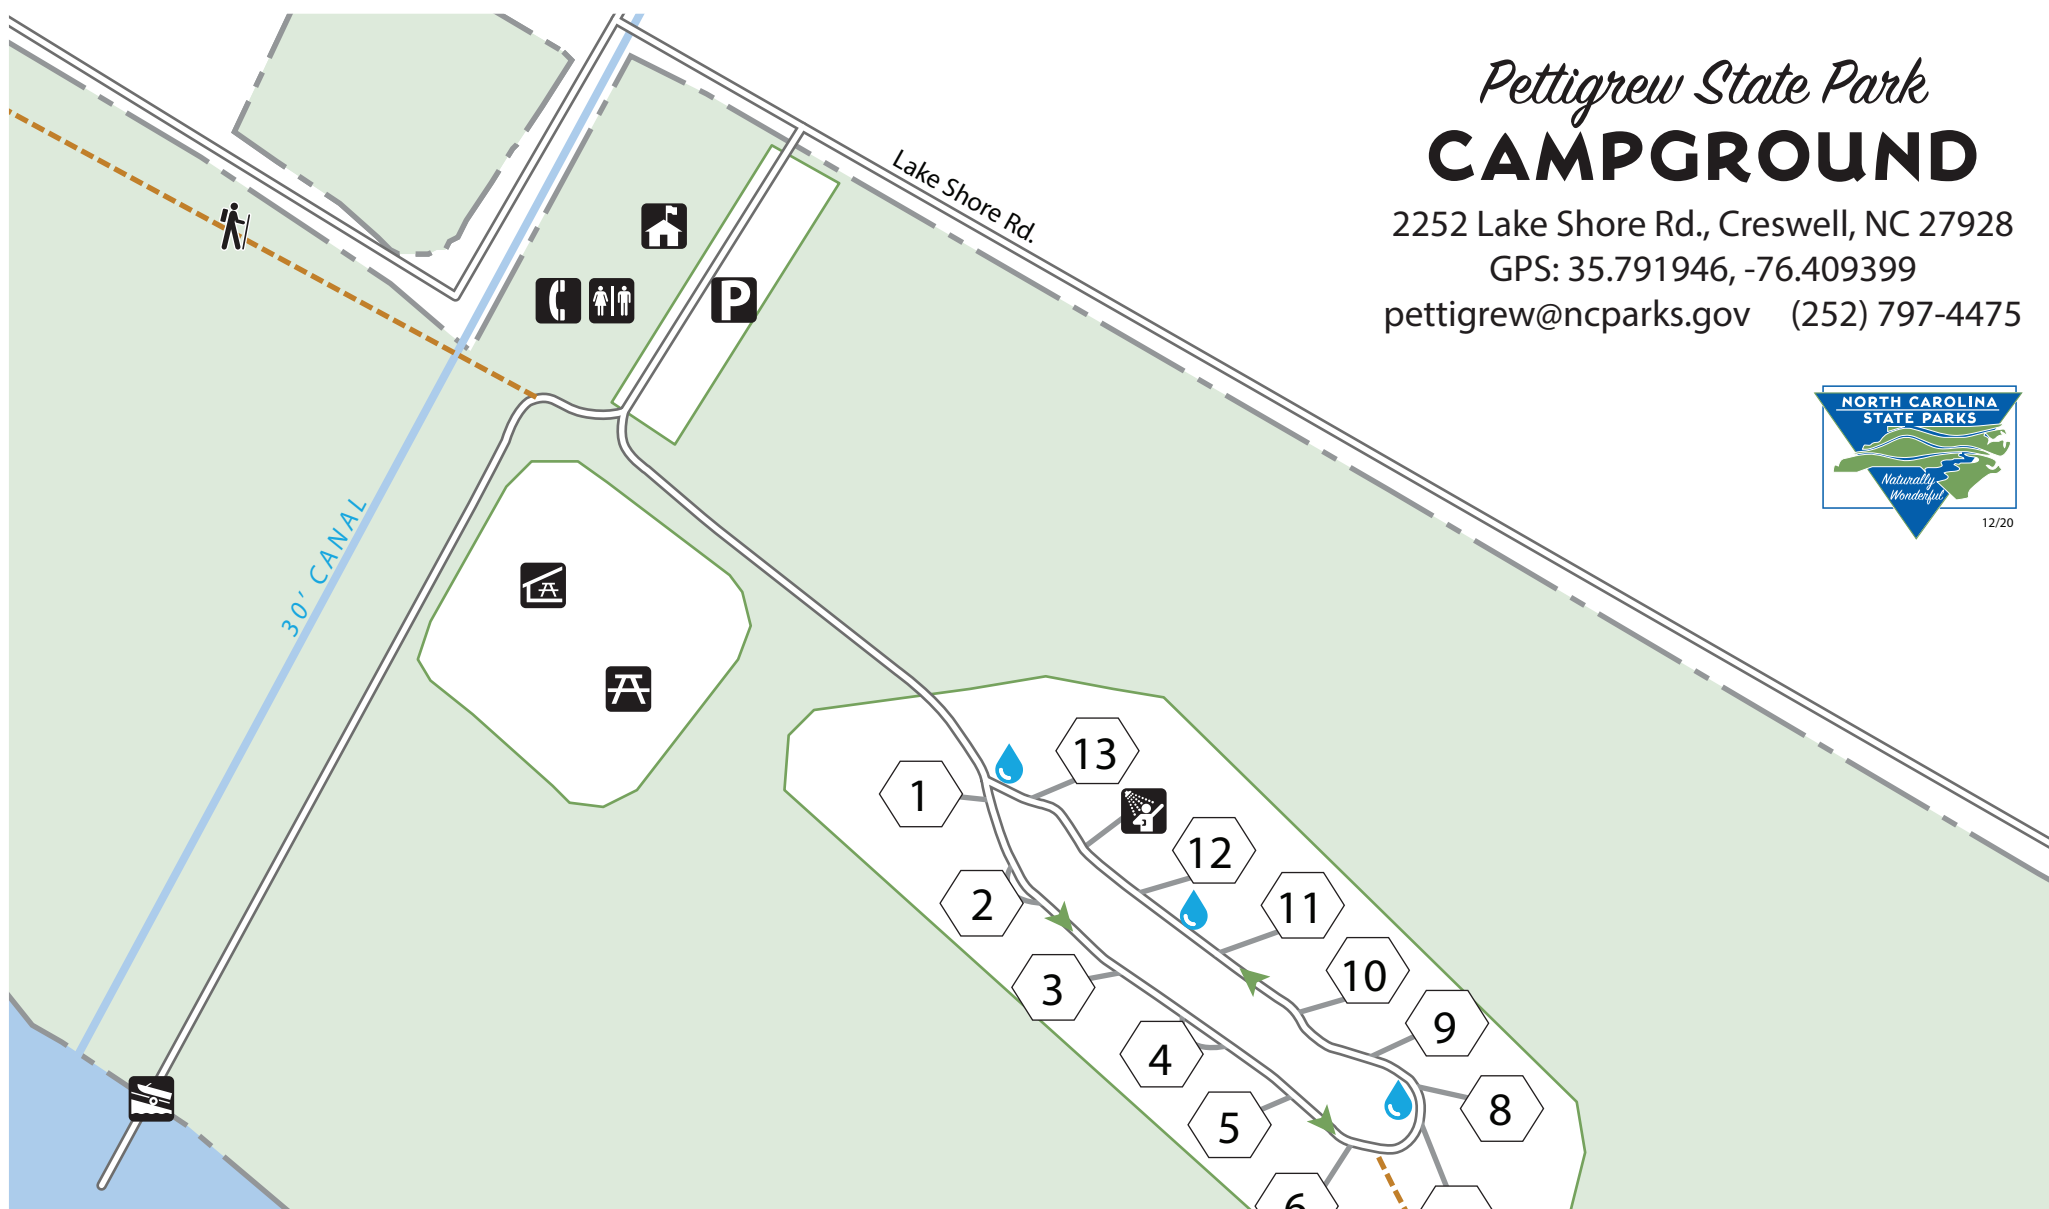 Pettigrew State Park
CAMPGROUND
2252 Lake Shore Rd., Creswell, NC 27928
GPS: 35.791946, -76.409399
pettigrew@ncparks.gov (252) 797-4475
NORTH CAROLINA
STATE PARKS
Naturally
Wonderful
12/20
Lake Shore Rd.
P
30' CANAL
13
1
12
2
11
10
3
9
4
8
5
6